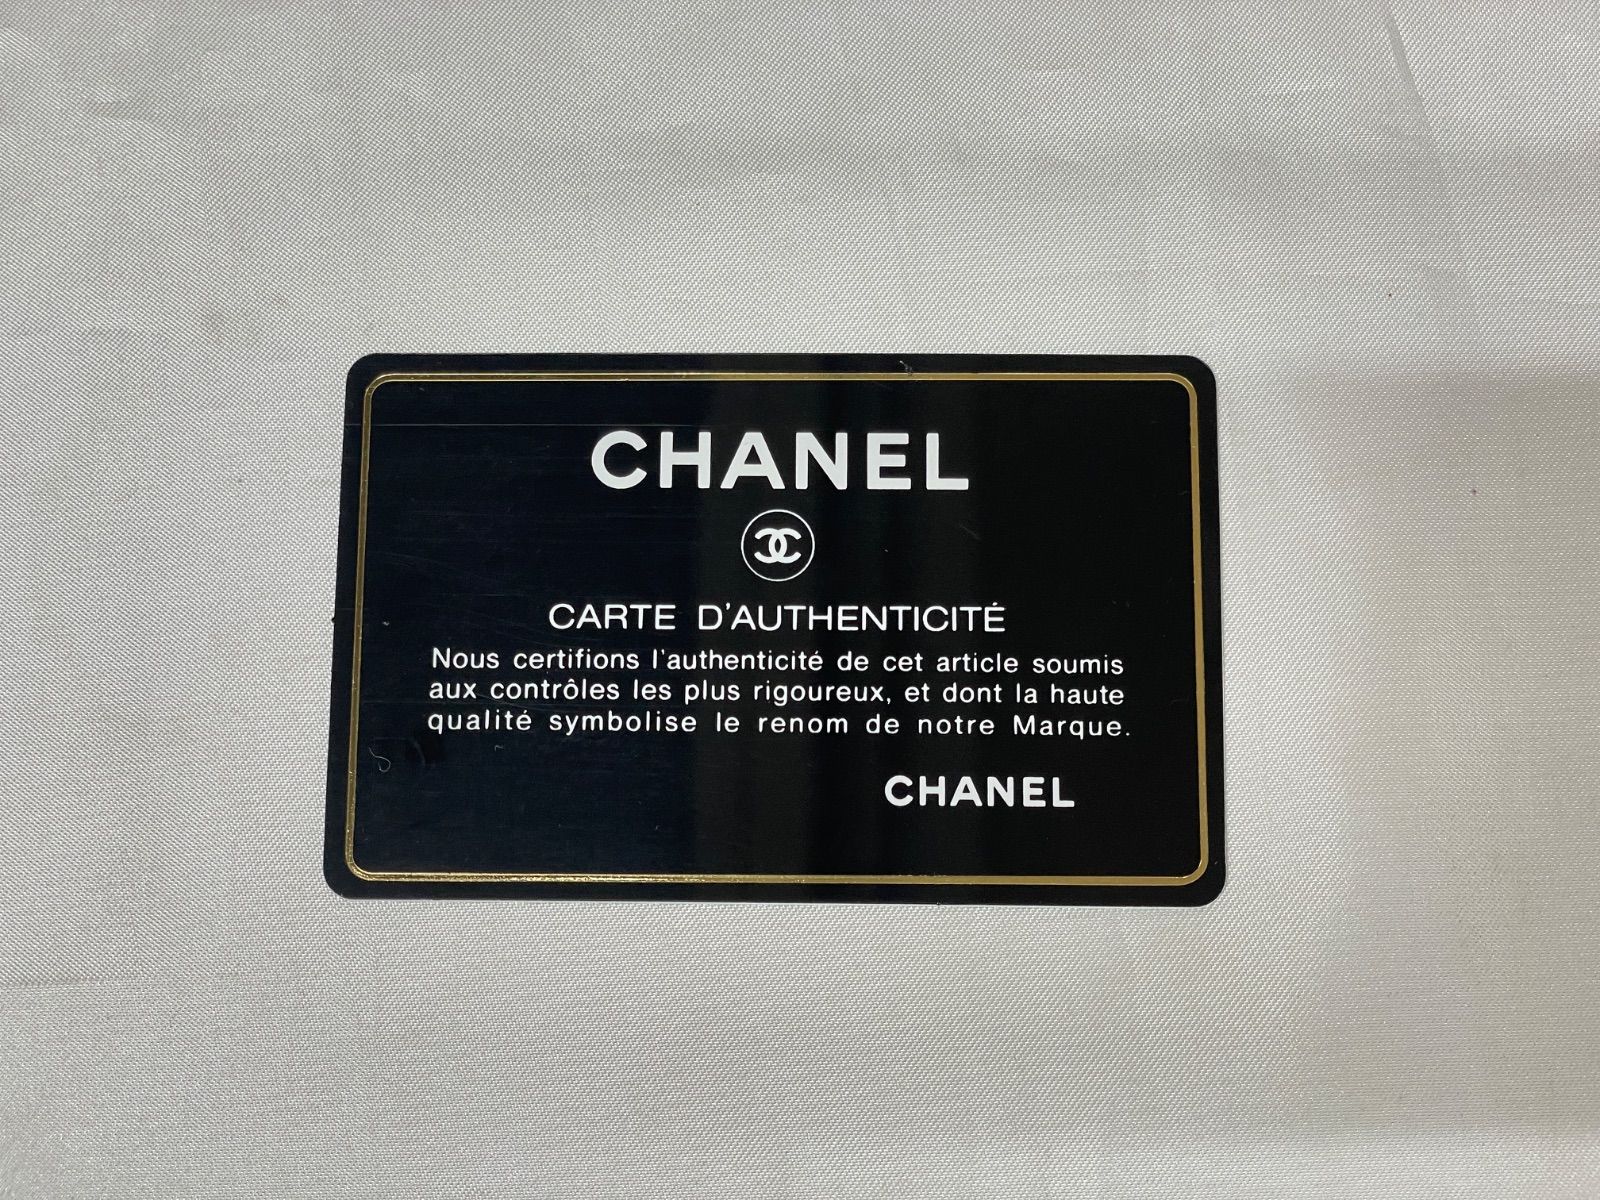 CHANEL
CARTE D'AUTHENTICITÉ
Nous certifions l'authenticité de cet article soumis
aux contrôles les plus rigoureux, et dont la haute
qualité symbolise le renom de notre Marque.
CHANEL